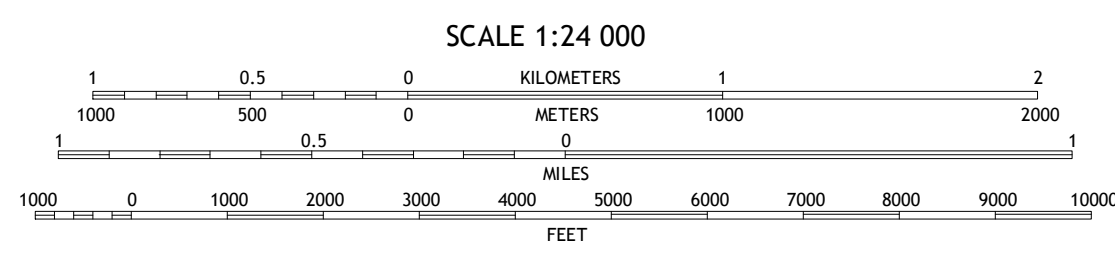 SCALE 1:24 000
1 0.5 0 KILOMETERS 1 2
1000 500 0 METERS 1000 2000
1 0.5 0 1
MILES
1000 0 1000 2000 3000 4000 5000 6000 7000 8000 9000 10000
FEET